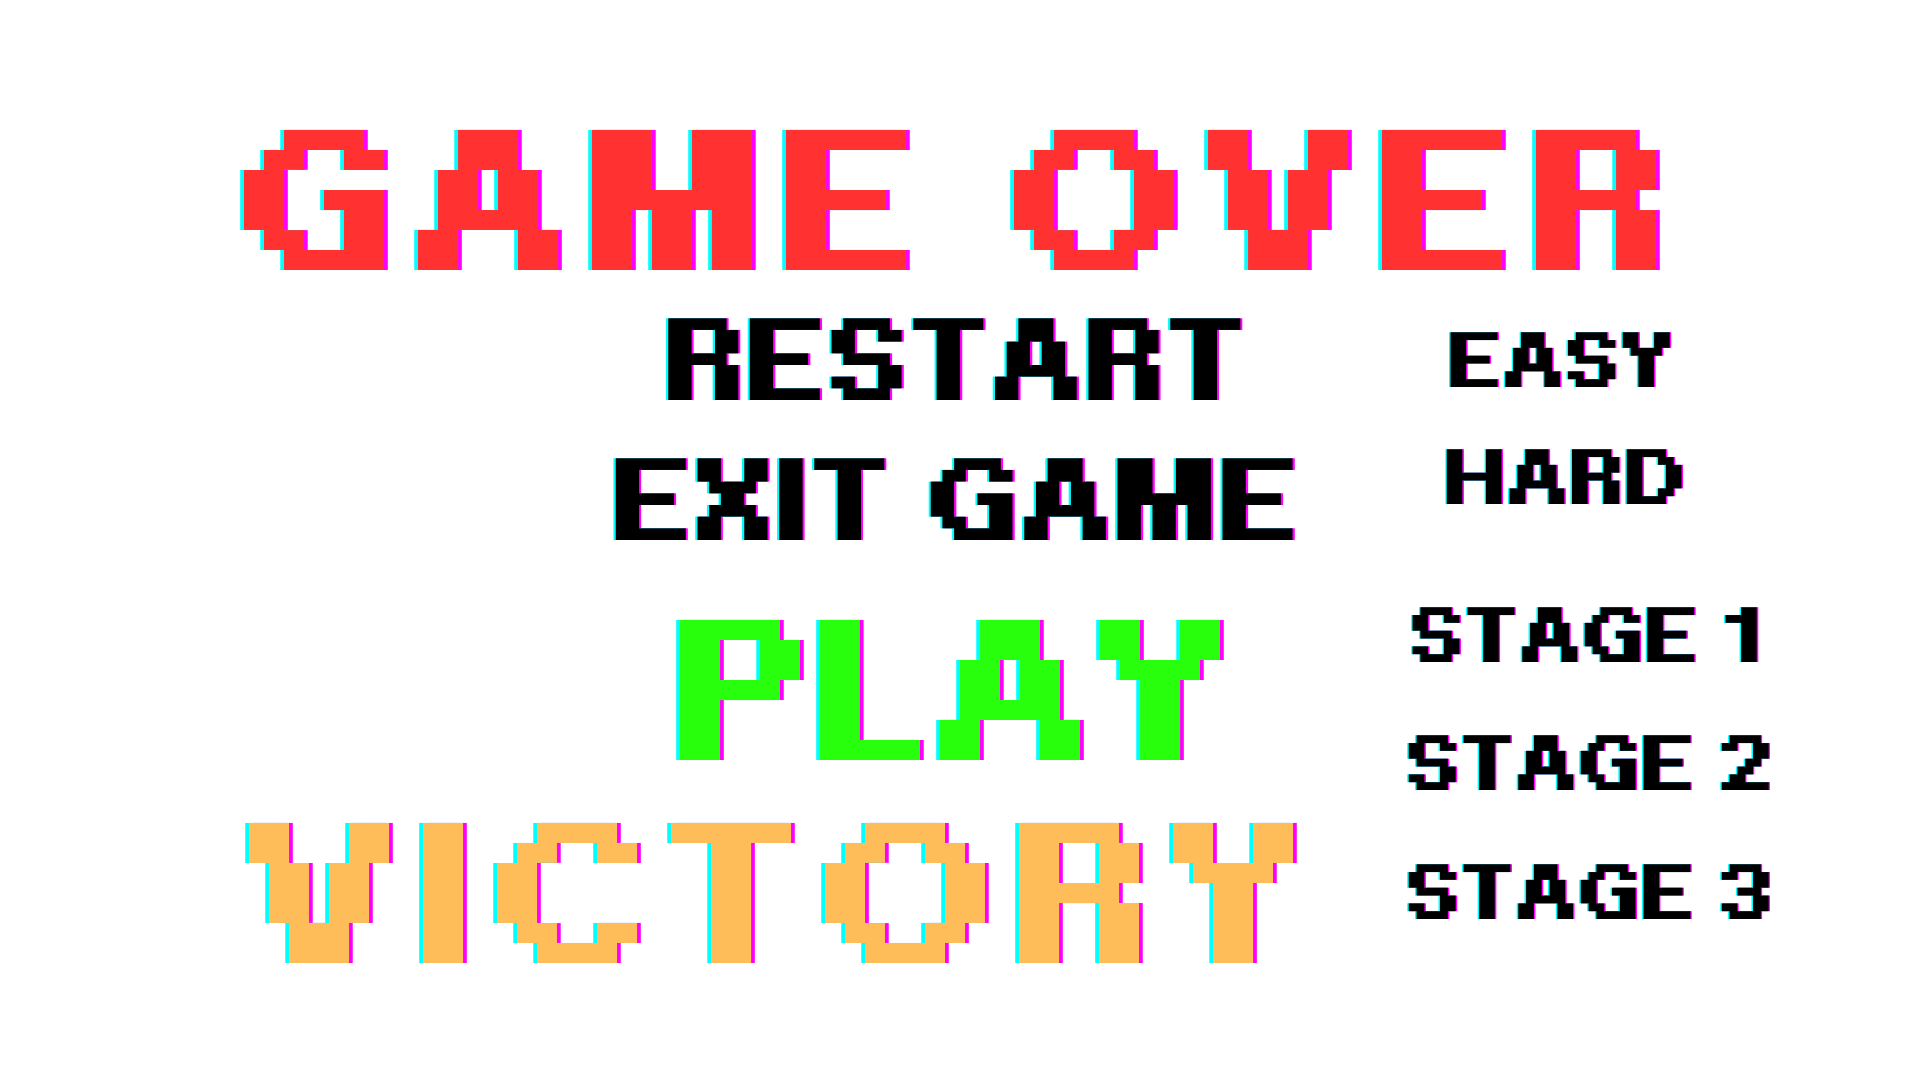 GAME OVER
RESTART
EASY
EXIT GAME
HARD
PLAY
STAGE 1
STAGE 2
VICTORY
STAGE 3